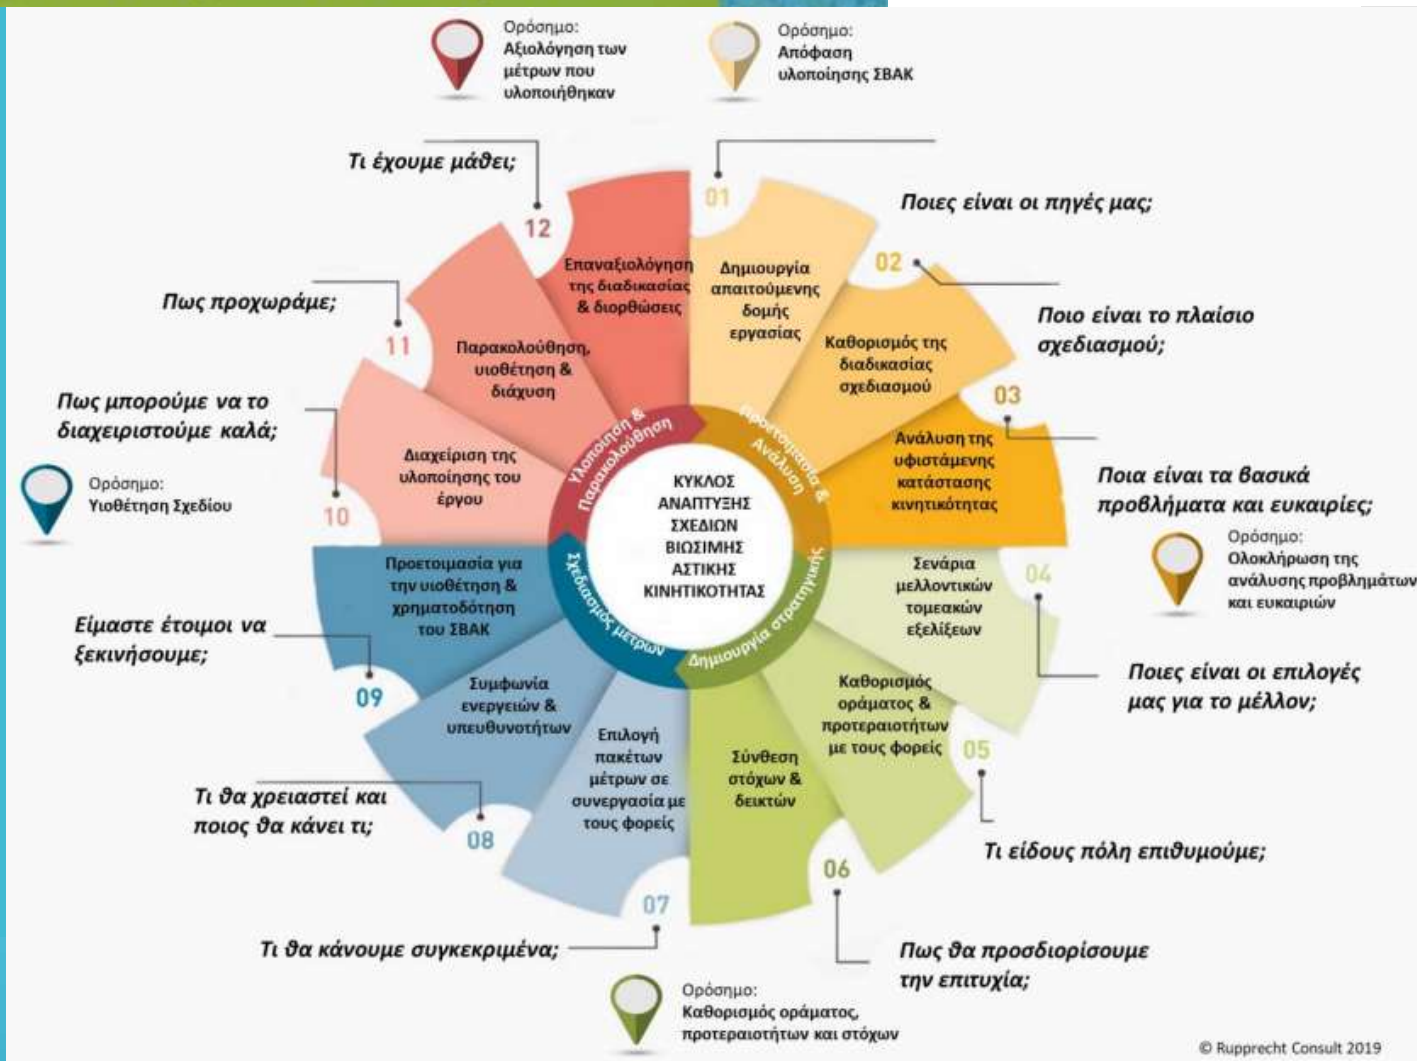 Ορόσημο:
Αξιολόγηση των
μέτρων που
υλοποιήθηκαν
Ορόσημο:
Απόφαση
υλοποίησης ΣΒΑΚ
Τι έχουμε μάθει;
Ποιες είναι οι πηγές μας;
Ποιο είναι το πλαίσιο
σχεδιασμού;
Ποια είναι τα βασικά
προβλήματα και ευκαιρίες;
Ορόσημο:
Ολοκλήρωση της
ανάλυσης προβλημάτων
και ευκαιριών
Ποιες είναι οι επιλογές
μας για το μέλλον;
Τι είδους πόλη επιθυμούμε;
Πως θα προσδιορίσουμε
την επιτυχία;
Ορόσημο:
Καθορισμός οράματος,
προτεραιοτήτων και στόχων
Τι θα κάνουμε συγκεκριμένα;
Τι θα χρειαστεί και
ποιος θα κάνει τι;
Είμαστε έτοιμοι να
ξεκινήσουμε;
Ορόσημο:
Υιοθέτηση Σχεδίου
Πως μπορούμε να το
διαχειριστούμε καλά;
Πως προχωράμε;
01
Δημιουργία
απαιτούμενης
δομής
εργασίας
02
Καθορισμός της
διαδικασίας
σχεδιασμού
03
Ανάλυση της
υφιστάμενης
κατάστασης
κινητικότητας
04
Σενάρια
μελλοντικών
τομεακών
εξελίξεων
05
Καθορισμός
οράματος &
προτεραιοτήτων
με τους φορείς
06
Σύνθεση
στόχων &
δεικτών
07
Επιλογή
πακέτων
μέτρων σε
συνεργασία με
τους φορείς
08
Συμφωνία
ενεργειών &
υπευθυνοτήτων
09
Προετοιμασία για
την υιοθέτηση &
χρηματοδότηση
του ΣΒΑΚ
10
Διαχείριση της
υλοποίησης του
έργου
11
Παρακολούθηση,
υιοθέτηση &
διάχυση
12
Επαναξιολόγηση
της διαδικασίας
& διορθώσεις
Προετοιμασία &
Ανάλυση
Δημιουργία στρατηγικής
Σχεδιασμός μέτρων
Υλοποίηση &
Παρακολούθηση
ΚΥΚΛΟΣ
ΑΝΑΠΤΥΞΗΣ
ΣΧΕΔΙΩΝ
ΒΙΩΣΙΜΗΣ
ΑΣΤΙΚΗΣ
ΚΙΝΗΤΙΚΟΤΗΤΑΣ
© Rupprecht Consult 2019